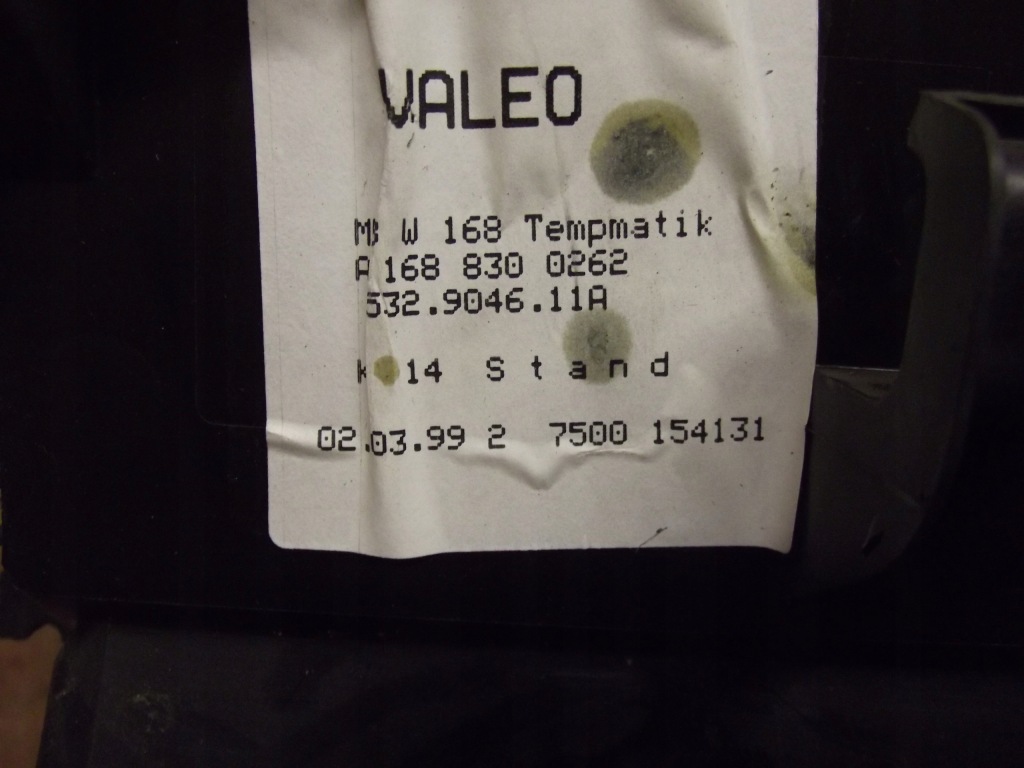 VALEO
MB W 168 Tempmatik
A 168 830 0262
532.9046.11A
14 Stand
02.03.99 2 7500 154131